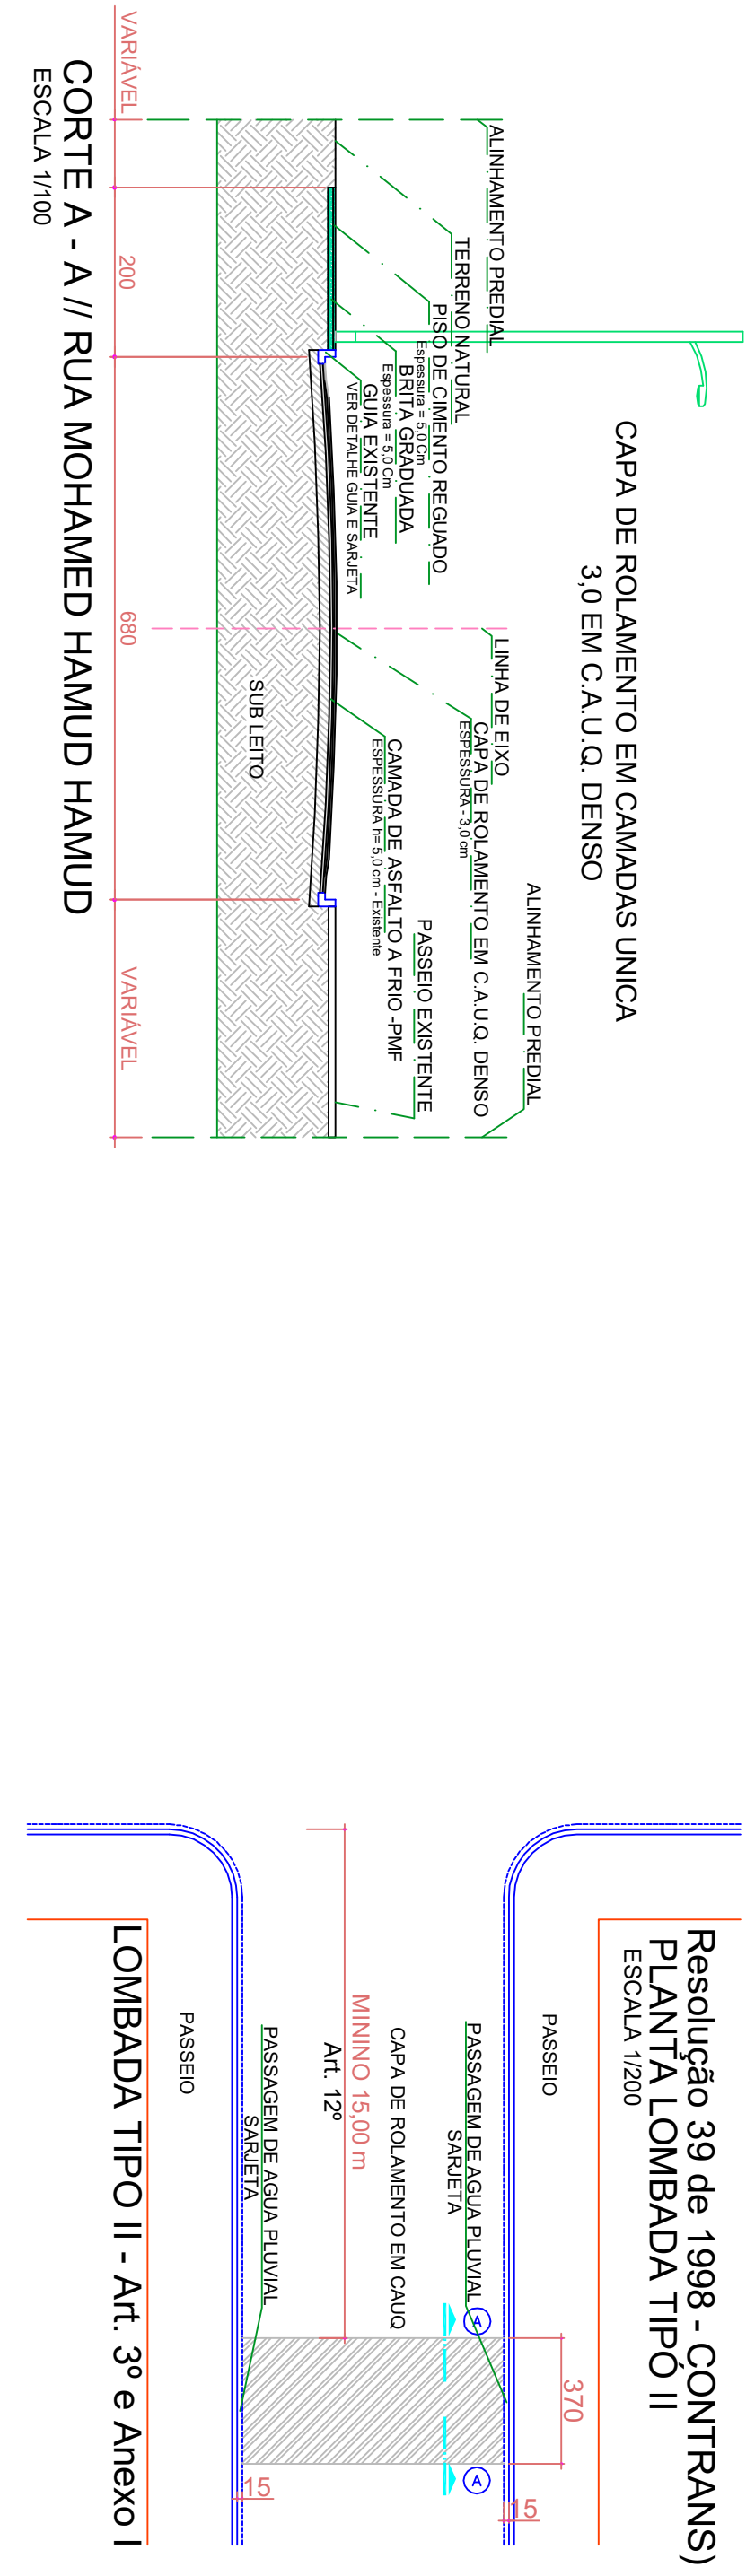 CAPA DE ROLAMENTO EM CAMADAS UNICA
3,0 EM C.A.U.Q. DENSO
ALINHAMENTO PREDIAL
TERRENO NATURAL
PISO DE CIMENTO REGUADO
Espessura = 5,0 Cm
BRITA GRADUADA
Espessura = 5,0 Cm
GUIA EXISTENTE
VER DETALHE GUIA E SARJETA
LINHA DE EIXO
CAPA DE ROLAMENTO EM C.A.U.Q. DENSO
ESPESSURA - 3,0 cm
CAMADA DE ASFALTO A FRIO -PMF
ESPESSURA h= 5,0 cm - Existente
ALINHAMENTO PREDIAL
PASSEIO EXISTENTE
SUB LEITO
VARIÁVEL
200
680
VARIÁVEL
CORTE A - A // RUA MOHAMED HAMUD HAMUD
ESCALA 1/100
Resolução 39 de 1998 - CONTRANS)
PLANTA LOMBADA TIPÓ II
ESCALA 1/200
370
PASSEIO
15
PASSAGEM DE AGUA PLUVIAL
SARJETA
A
A
CAPA DE ROLAMENTO EM CAUQ
MININO 15,00 m
Art. 12º
PASSAGEM DE AGUA PLUVIAL
SARJETA
15
PASSEIO
LOMBADA TIPO II - Art. 3º e Anexo I